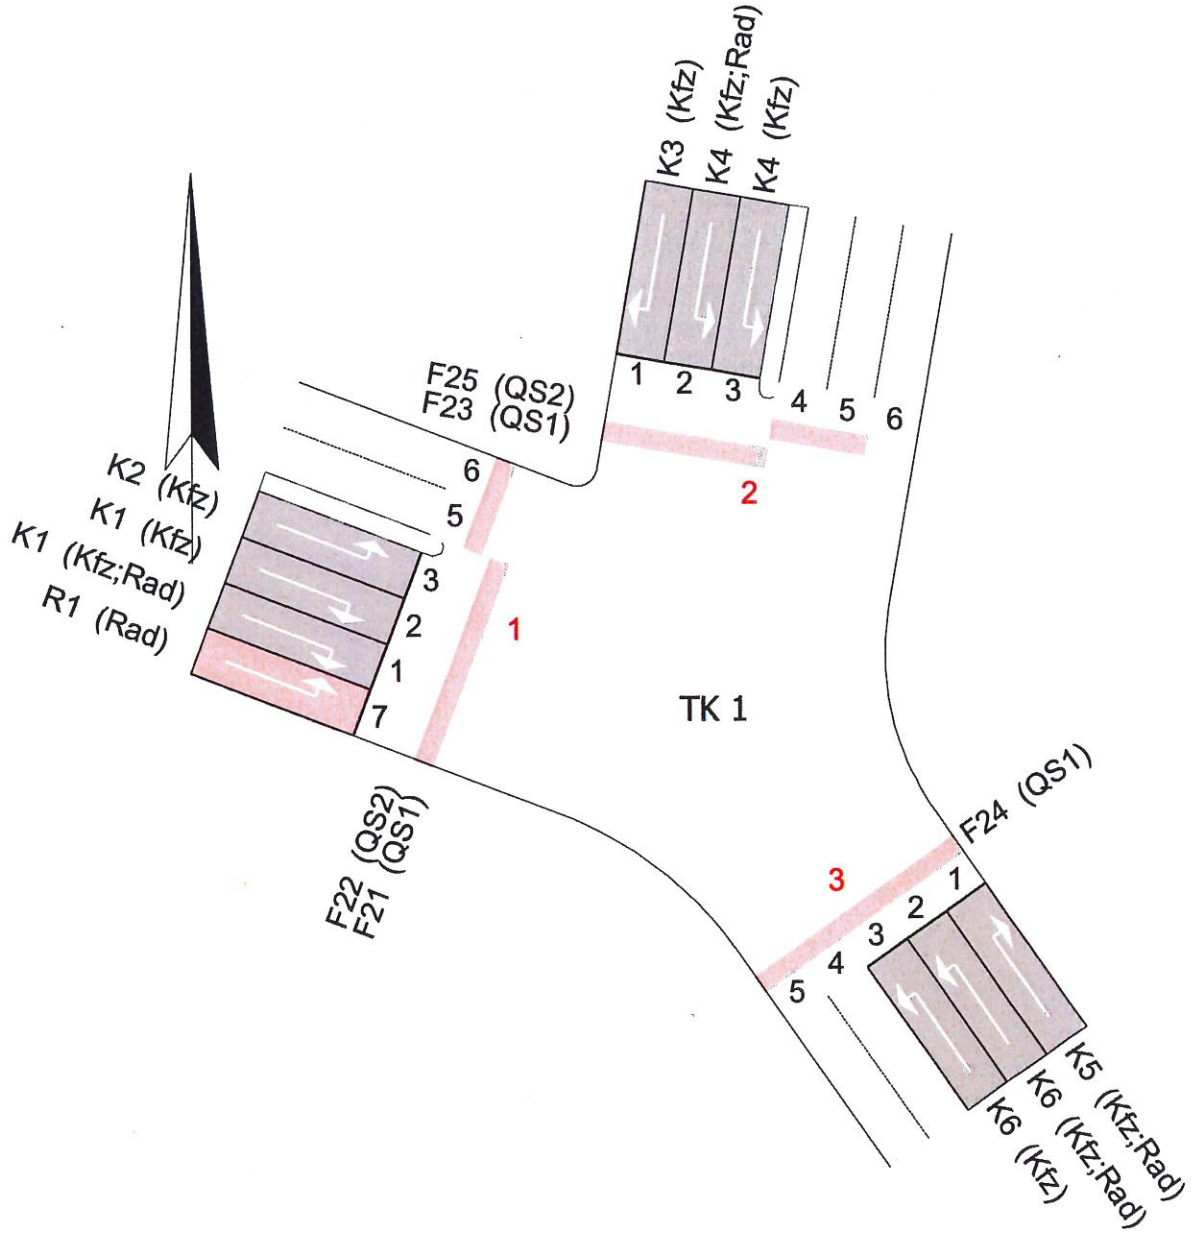 K3 (Kfz)
K4 (Kfz;Rad)
K4 (Kfz)
1
2
3
4
5
6
2
F25 (QS2)
F23 (QS1)
6
5
K2 (Kfz)
K1 (Kfz)
K1 (Kfz;Rad)
R1 (Rad)
3
2
1
7
1
TK 1
F22 (QS2)
F21 (QS1)
F24 (QS1)
3
1
2
3
4
5
K5 (Kfz;Rad)
K6 (Kfz;Rad)
K6 (Kfz)